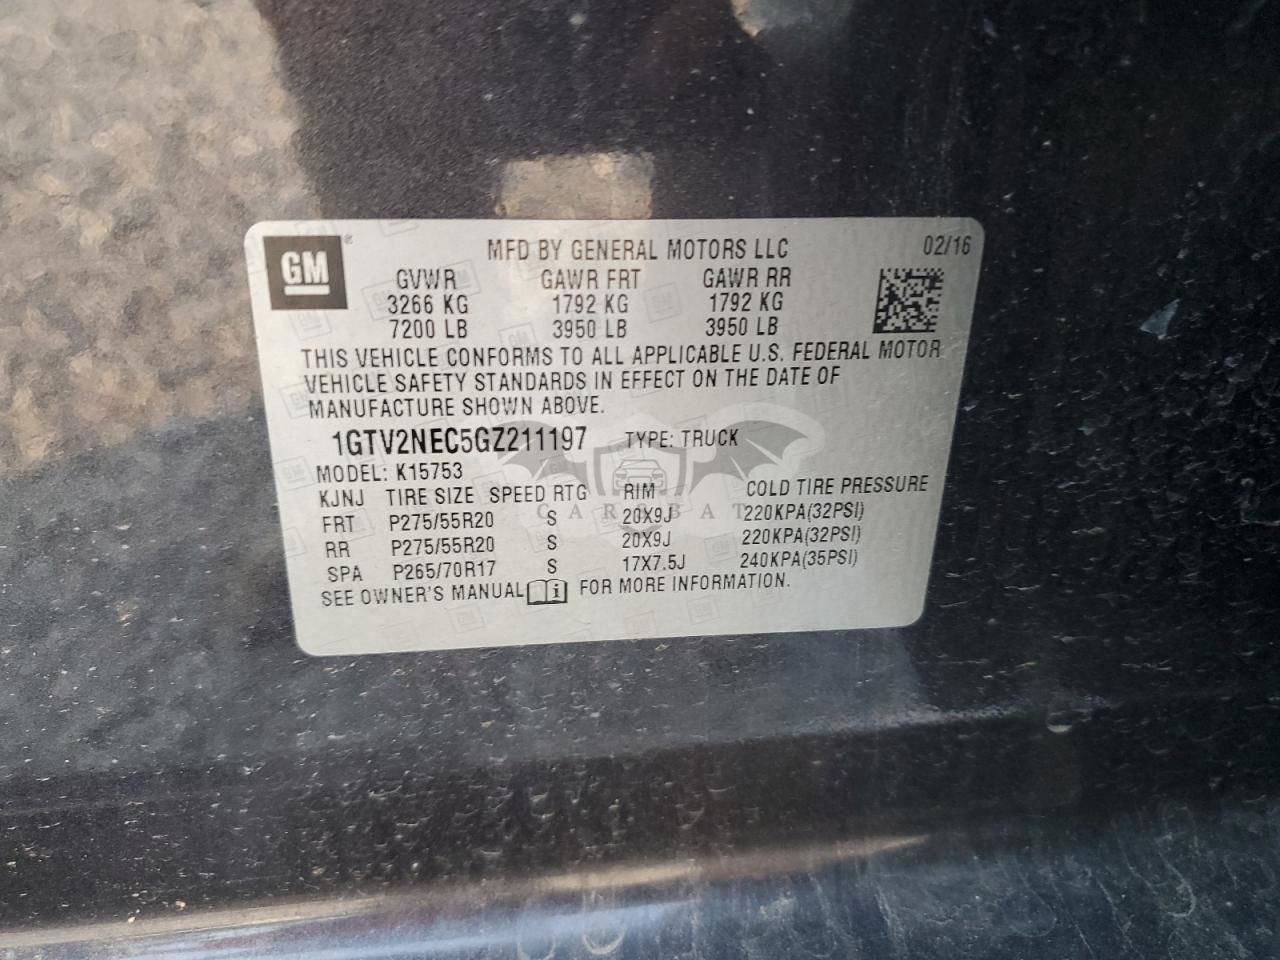 GM®
MFD BY GENERAL MOTORS LLC 02/16
GVWR GAWR FRT GAWR RR
3266 KG 1792 KG 1792 KG
7200 LB 3950 LB 3950 LB
THIS VEHICLE CONFORMS TO ALL APPLICABLE U.S. FEDERAL MOTOR
VEHICLE SAFETY STANDARDS IN EFFECT ON THE DATE OF
MANUFACTURE SHOWN ABOVE.
1GTV2NEC5GZ211197 TYPE: TRUCK
MODEL: K15753
KJNJ TIRE SIZE SPEED RTG RIM COLD TIRE PRESSURE
CAROBAT
FRT P275/55R20 S 20X9J 220KPA(32PSI)
RR P275/55R20 S 20X9J 220KPA(32PSI)
SPA P265/70R17 S 17X7.5J 240KPA(35PSI)
SEE OWNER'S MANUAL i FOR MORE INFORMATION.